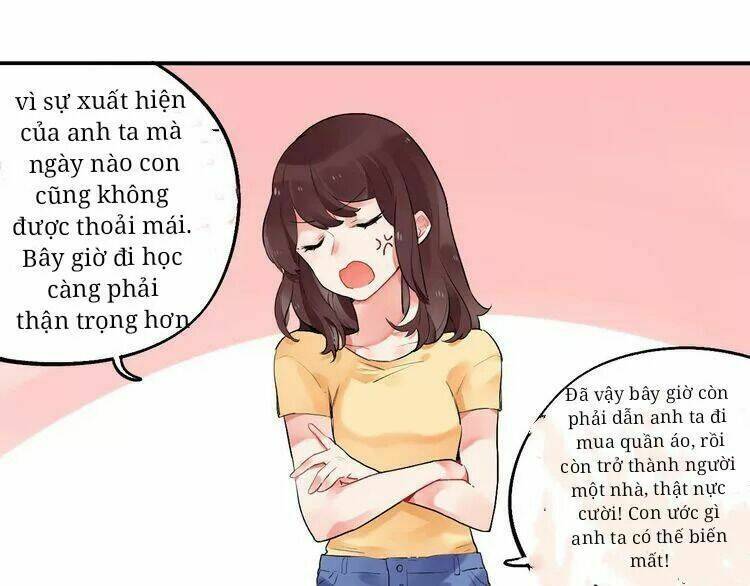 vì sự xuất hiện
của anh ta mà
ngày nào con
cũng không
được thoải mái.
Bây giờ đi học
càng phải
thận trọng hơn
Đã vậy bây giờ còn
phải dẫn anh ta đi
mua quần áo, rồi
còn trở thành người
một nhà, thật nực
cười! Con ước gì
anh ta có thể biến
mất!